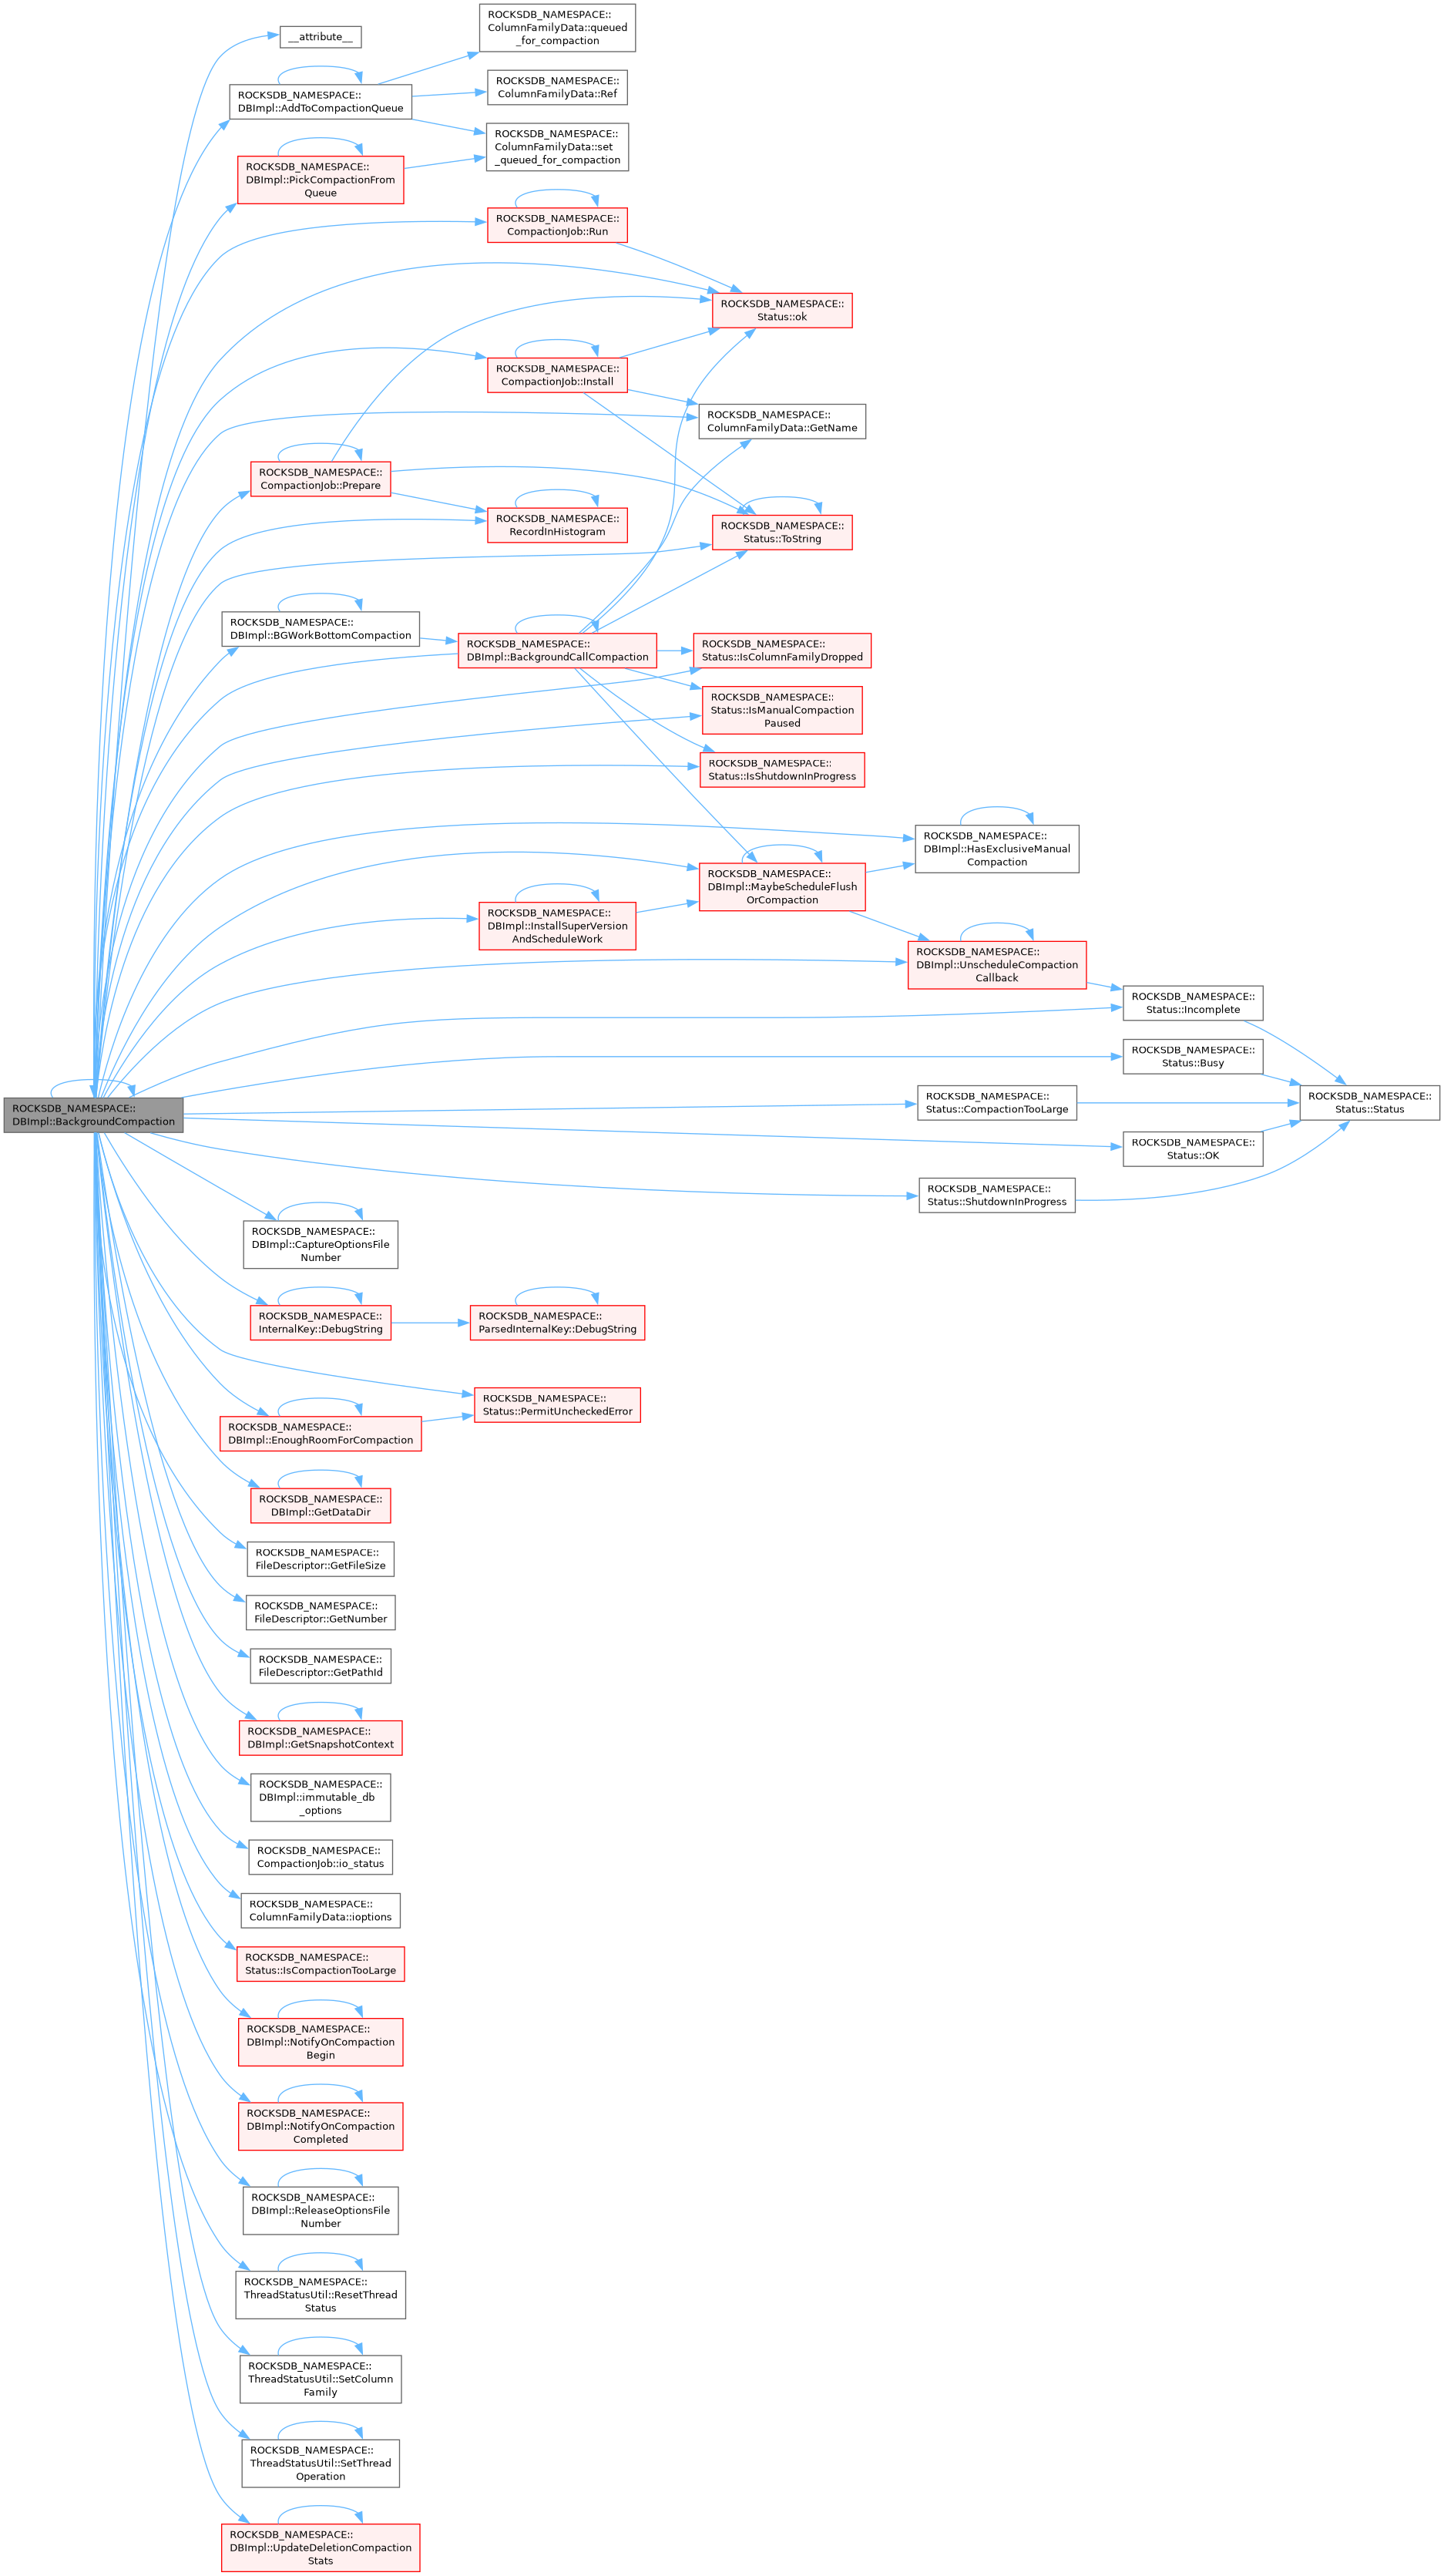 ROCKSDB_NAMESPACE::
ColumnFamilyData::queued
_for_compaction
__attribute__
ROCKSDB_NAMESPACE::
ColumnFamilyData::Ref
ROCKSDB_NAMESPACE::
DBImpl::AddToCompactionQueue
ROCKSDB_NAMESPACE::
ColumnFamilyData::set
_queued_for_compaction
ROCKSDB_NAMESPACE::
DBImpl::PickCompactionFrom
Queue
ROCKSDB_NAMESPACE::
CompactionJob::Run
ROCKSDB_NAMESPACE::
Status::ok
ROCKSDB_NAMESPACE::
CompactionJob::Install
ROCKSDB_NAMESPACE::
ColumnFamilyData::GetName
ROCKSDB_NAMESPACE::
CompactionJob::Prepare
ROCKSDB_NAMESPACE::
RecordInHistogram
ROCKSDB_NAMESPACE::
Status::ToString
ROCKSDB_NAMESPACE::
DBImpl::BGWorkBottomCompaction
ROCKSDB_NAMESPACE::
DBImpl::BackgroundCallCompaction
ROCKSDB_NAMESPACE::
Status::IsColumnFamilyDropped
ROCKSDB_NAMESPACE::
Status::IsManualCompaction
Paused
ROCKSDB_NAMESPACE::
Status::IsShutdownInProgress
ROCKSDB_NAMESPACE::
DBImpl::HasExclusiveManual
Compaction
ROCKSDB_NAMESPACE::
DBImpl::MaybeScheduleFlush
OrCompaction
ROCKSDB_NAMESPACE::
DBImpl::InstallSuperVersion
AndScheduleWork
ROCKSDB_NAMESPACE::
DBImpl::UnscheduleCompaction
Callback
ROCKSDB_NAMESPACE::
Status::Incomplete
ROCKSDB_NAMESPACE::
Status::Busy
ROCKSDB_NAMESPACE::
DBImpl::BackgroundCompaction
ROCKSDB_NAMESPACE::
Status::CompactionTooLarge
ROCKSDB_NAMESPACE::
Status::Status
ROCKSDB_NAMESPACE::
Status::OK
ROCKSDB_NAMESPACE::
Status::ShutdownInProgress
ROCKSDB_NAMESPACE::
DBImpl::CaptureOptionsFile
Number
ROCKSDB_NAMESPACE::
InternalKey::DebugString
ROCKSDB_NAMESPACE::
ParsedInternalKey::DebugString
ROCKSDB_NAMESPACE::
Status::PermitUncheckedError
ROCKSDB_NAMESPACE::
DBImpl::EnoughRoomForCompaction
ROCKSDB_NAMESPACE::
DBImpl::GetDataDir
ROCKSDB_NAMESPACE::
FileDescriptor::GetFileSize
ROCKSDB_NAMESPACE::
FileDescriptor::GetNumber
ROCKSDB_NAMESPACE::
FileDescriptor::GetPathId
ROCKSDB_NAMESPACE::
DBImpl::GetSnapshotContext
ROCKSDB_NAMESPACE::
DBImpl::immutable_db
_options
ROCKSDB_NAMESPACE::
CompactionJob::io_status
ROCKSDB_NAMESPACE::
ColumnFamilyData::ioptions
ROCKSDB_NAMESPACE::
Status::IsCompactionTooLarge
ROCKSDB_NAMESPACE::
DBImpl::NotifyOnCompaction
Begin
ROCKSDB_NAMESPACE::
DBImpl::NotifyOnCompaction
Completed
ROCKSDB_NAMESPACE::
DBImpl::ReleaseOptionsFile
Number
ROCKSDB_NAMESPACE::
ThreadStatusUtil::ResetThread
Status
ROCKSDB_NAMESPACE::
ThreadStatusUtil::SetColumn
Family
ROCKSDB_NAMESPACE::
ThreadStatusUtil::SetThread
Operation
ROCKSDB_NAMESPACE::
DBImpl::UpdateDeletionCompaction
Stats